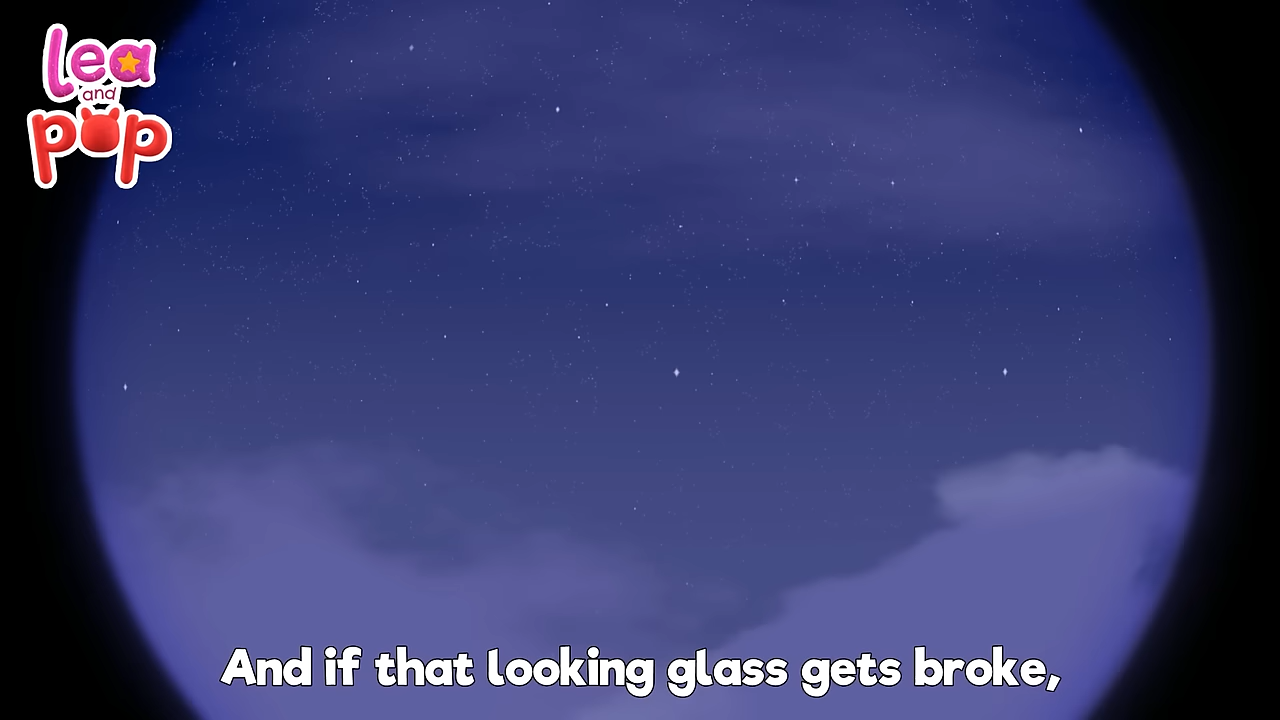 lea
and
pop
And if that looking glass gets broke,